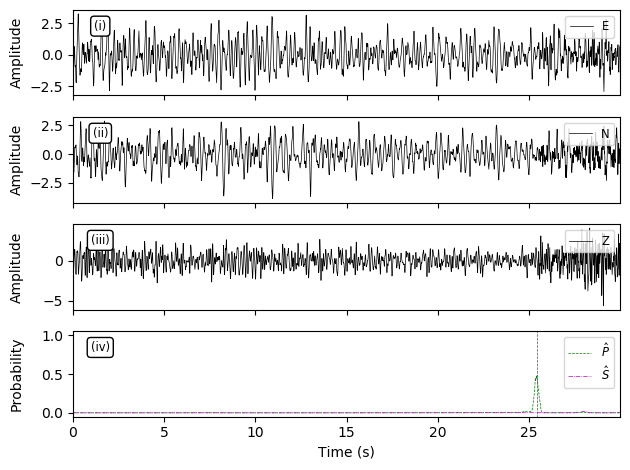 (i)
E
Amplitude
2.5
0.0
−2.5
(ii)
N
Amplitude
2.5
0.0
−2.5
(iii)
Z
Amplitude
0
−5
(iv)
P̂
Ŝ
Probability
1.0
0.5
0.0
0 5 10 15 20 25
Time (s)